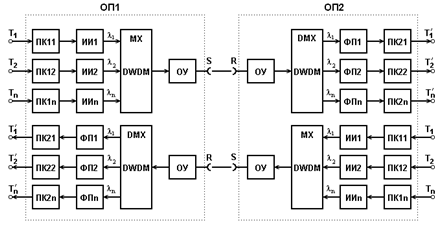 ОП1 ОП2
T1 ПК11 ИИ1 λ1 MX DMX λ1 ФП1 ПК21 T1′
T2 ПК12 ИИ2 λ2 DWDM ОУ S R ОУ DWDM λ2 ФП2 ПК22 T2′
Tn ПК1n ИИn λn λn ФПn ПК2n Tn′
T1′ ПК21 ФП1 λ1 DMX MX λ1 ИИ1 ПК11 T1
T2′ ПК22 ФП2 λ2 DWDM ОУ R S ОУ DWDM λ2 ИИ2 ПК12 T2
Tn′ ПК2n ФПn λn λn ИИn ПК1n Tn